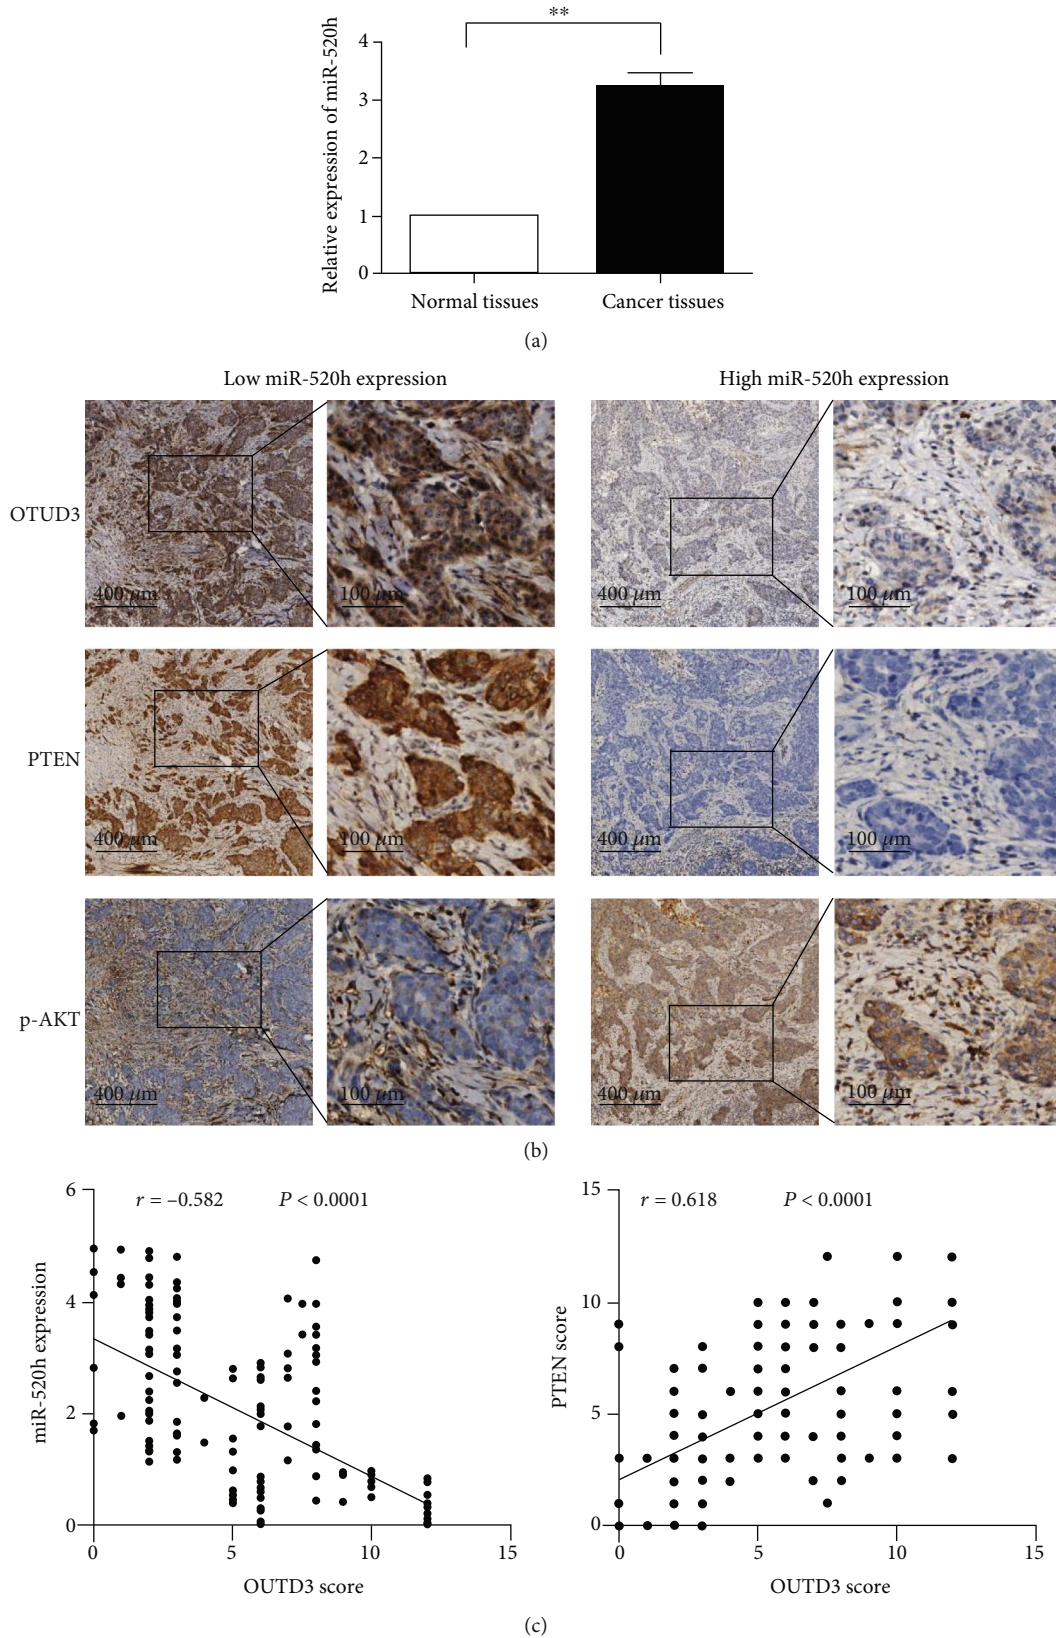 **
Relative expression of miR-520h
4
3
2
1
0
Normal tissues
Cancer tissues
(a)
Low miR-520h expression
High miR-520h expression
OTUD3
400 μm
100 μm
400 μm
100 μm
PTEN
400 μm
100 μm
400 μm
100 μm
p-AKT
400 μm
100 μm
400 μm
100 μm
(b)
r = –0.582
P < 0.0001
miR-520h expression
6
4
2
0
0
5
10
15
OUTD3 score
r = 0.618
P < 0.0001
PTEN score
15
10
5
0
0
5
10
15
OUTD3 score
(c)